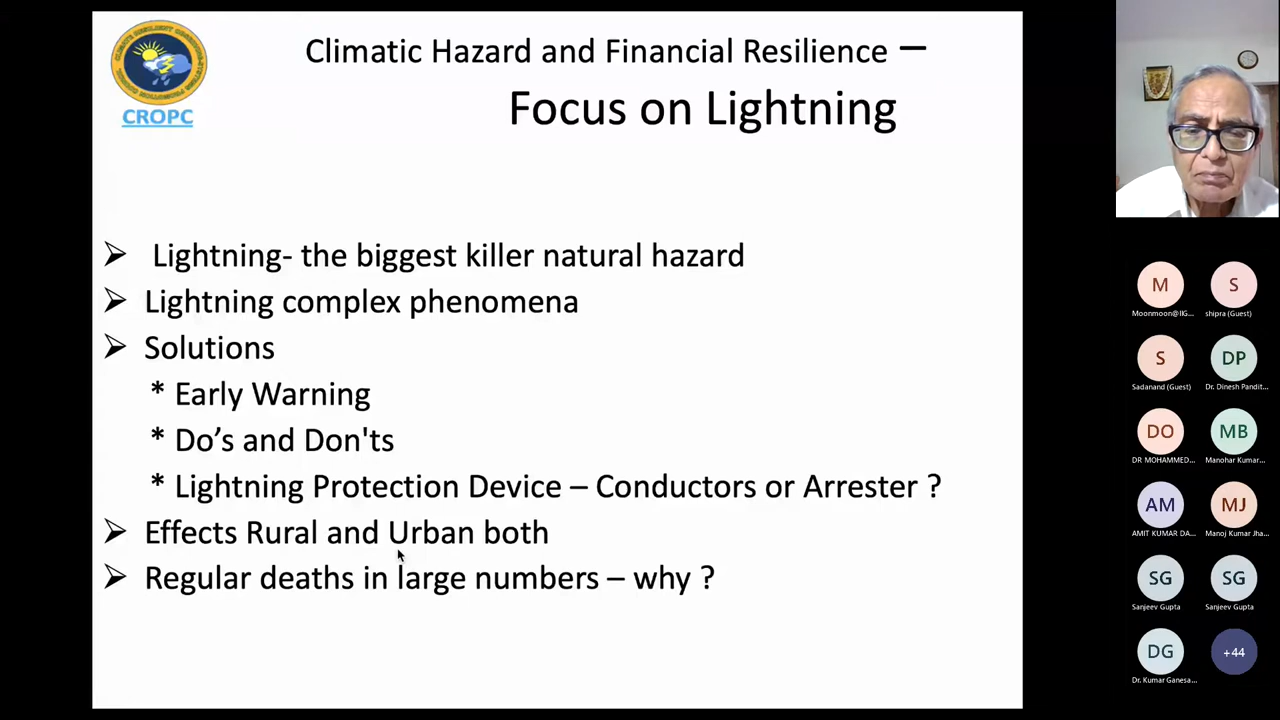 Climatic Hazard and Financial Resilience –
Focus on Lightning
CROPC
➢ Lightning- the biggest killer natural hazard
➢ Lightning complex phenomena
➢ Solutions
* Early Warning
* Do’s and Don'ts
* Lightning Protection Device – Conductors or Arrester ?
➢ Effects Rural and Urban both
➢ Regular deaths in large numbers – why ?
M
S
Moonmoon@IIG...
shipra (Guest)
S
DP
Sadanand (Guest)
Dr. Dinesh Pandit...
DO
MB
DR MOHAMMED...
Manohar Kumar...
AM
MJ
AMIT KUMAR DA...
Manoj Kumar Jha...
SG
SG
Sanjeev Gupta
Sanjeev Gupta
DG
+44
Dr. Kumar Ganesa...